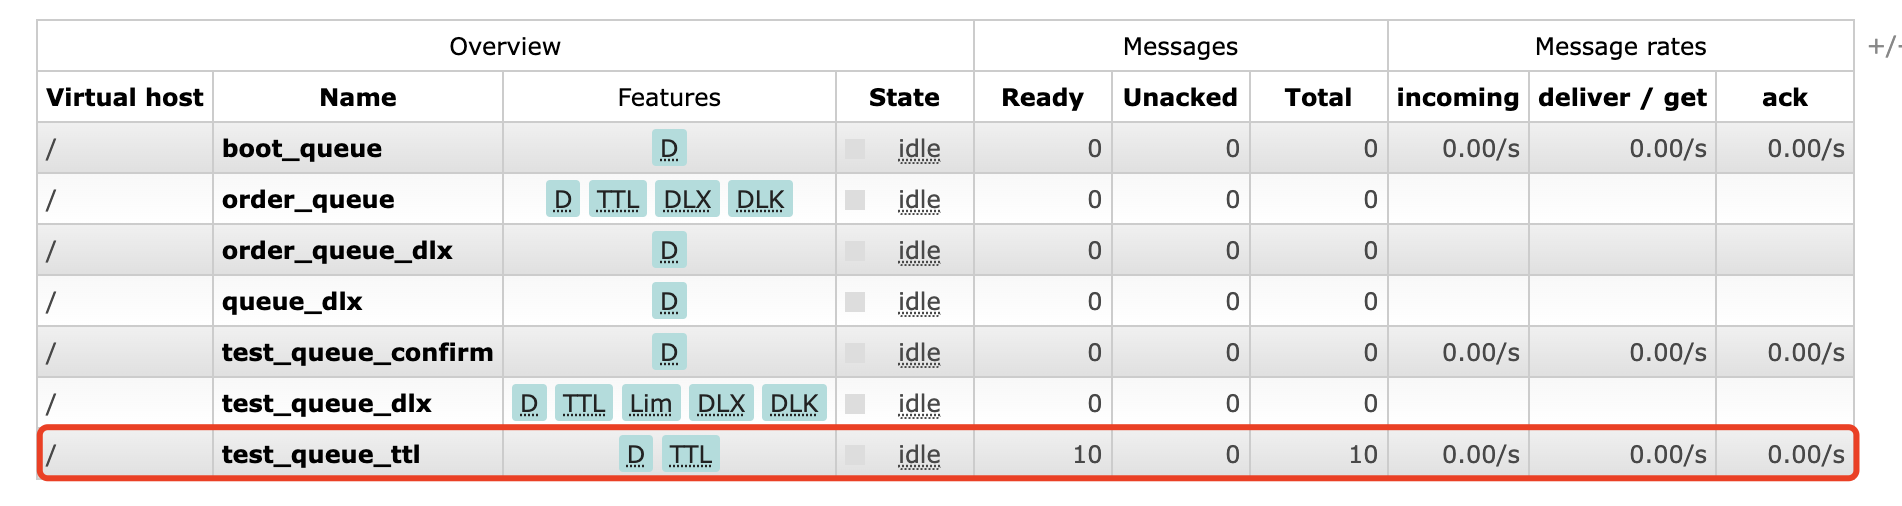 Overview Messages Message rates +/-
Virtual host Name Features State Ready Unacked Total incoming deliver / get ack
/ boot_queue D idle 0 0 0 0.00/s 0.00/s 0.00/s
/ order_queue D TTL DLX DLK idle 0 0 0
/ order_queue_dlx D idle 0 0 0
/ queue_dlx D idle 0 0 0
/ test_queue_confirm D idle 0 0 0 0.00/s 0.00/s 0.00/s
/ test_queue_dlx D TTL Lim DLX DLK idle 0 0 0
/ test_queue_ttl D TTL idle 10 0 10 0.00/s 0.00/s 0.00/s